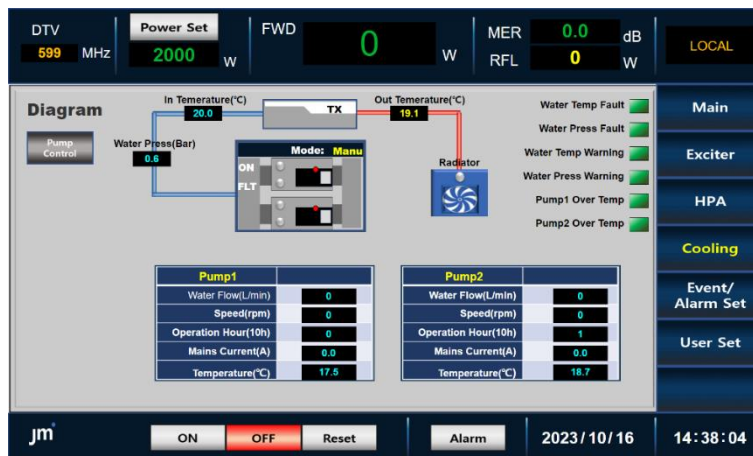 DTV
599 MHz
Power Set
2000 W
FWD 0 W
MER 0.0 dB
RFL 0 W
LOCAL
Diagram
Pump
Control
In Temerature(℃)
20.0
TX
Out Temerature(℃)
19.1
Water Press(Bar)
0.6
Mode: Manu
ON
FLT
Radiator
Water Temp Fault
Water Press Fault
Water Temp Warning
Water Press Warning
Pump1 Over Temp
Pump2 Over Temp
Pump1
Water Flow(L/min) 0
Speed(rpm) 0
Operation Hour(10h) 0
Mains Current(A) 0.0
Temperature(℃) 17.5
Pump2
Water Flow(L/min) 0
Speed(rpm) 0
Operation Hour(10h) 1
Mains Current(A) 0.0
Temperature(℃) 18.7
Main
Exciter
HPA
Cooling
Event/
Alarm Set
User Set
Jm
ON
OFF
Reset
Alarm
2023/10/16
14:38:04